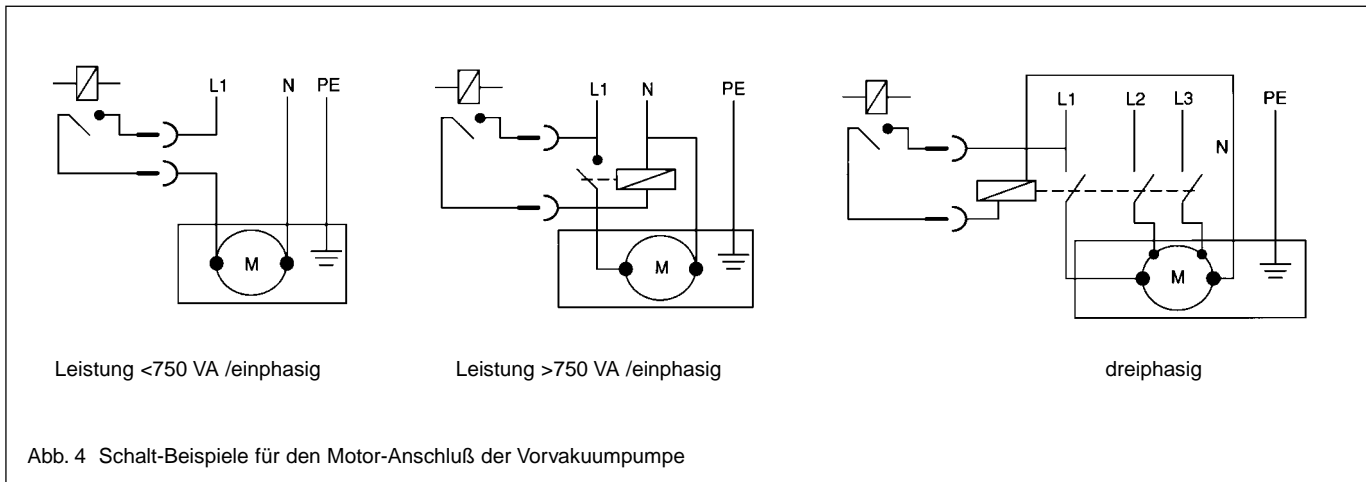 L1 N PE
M
Leistung <750 VA /einphasig
L1 N PE
M
Leistung >750 VA /einphasig
L1 L2 L3 PE
N
M
dreiphasig
Abb. 4 Schalt-Beispiele für den Motor-Anschluß der Vorvakuumpumpe